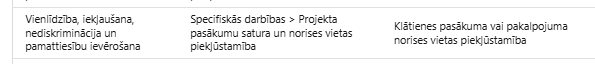 Vienlīdzība, iekļaušana,
nediskriminācija un
pamattiesību ievērošana
Specifiskās darbības > Projekta
pasākumu satura un norises vietas
piekļūstamība
Klātienes pasākuma vai pakalpojuma
norises vietas piekļūstamība